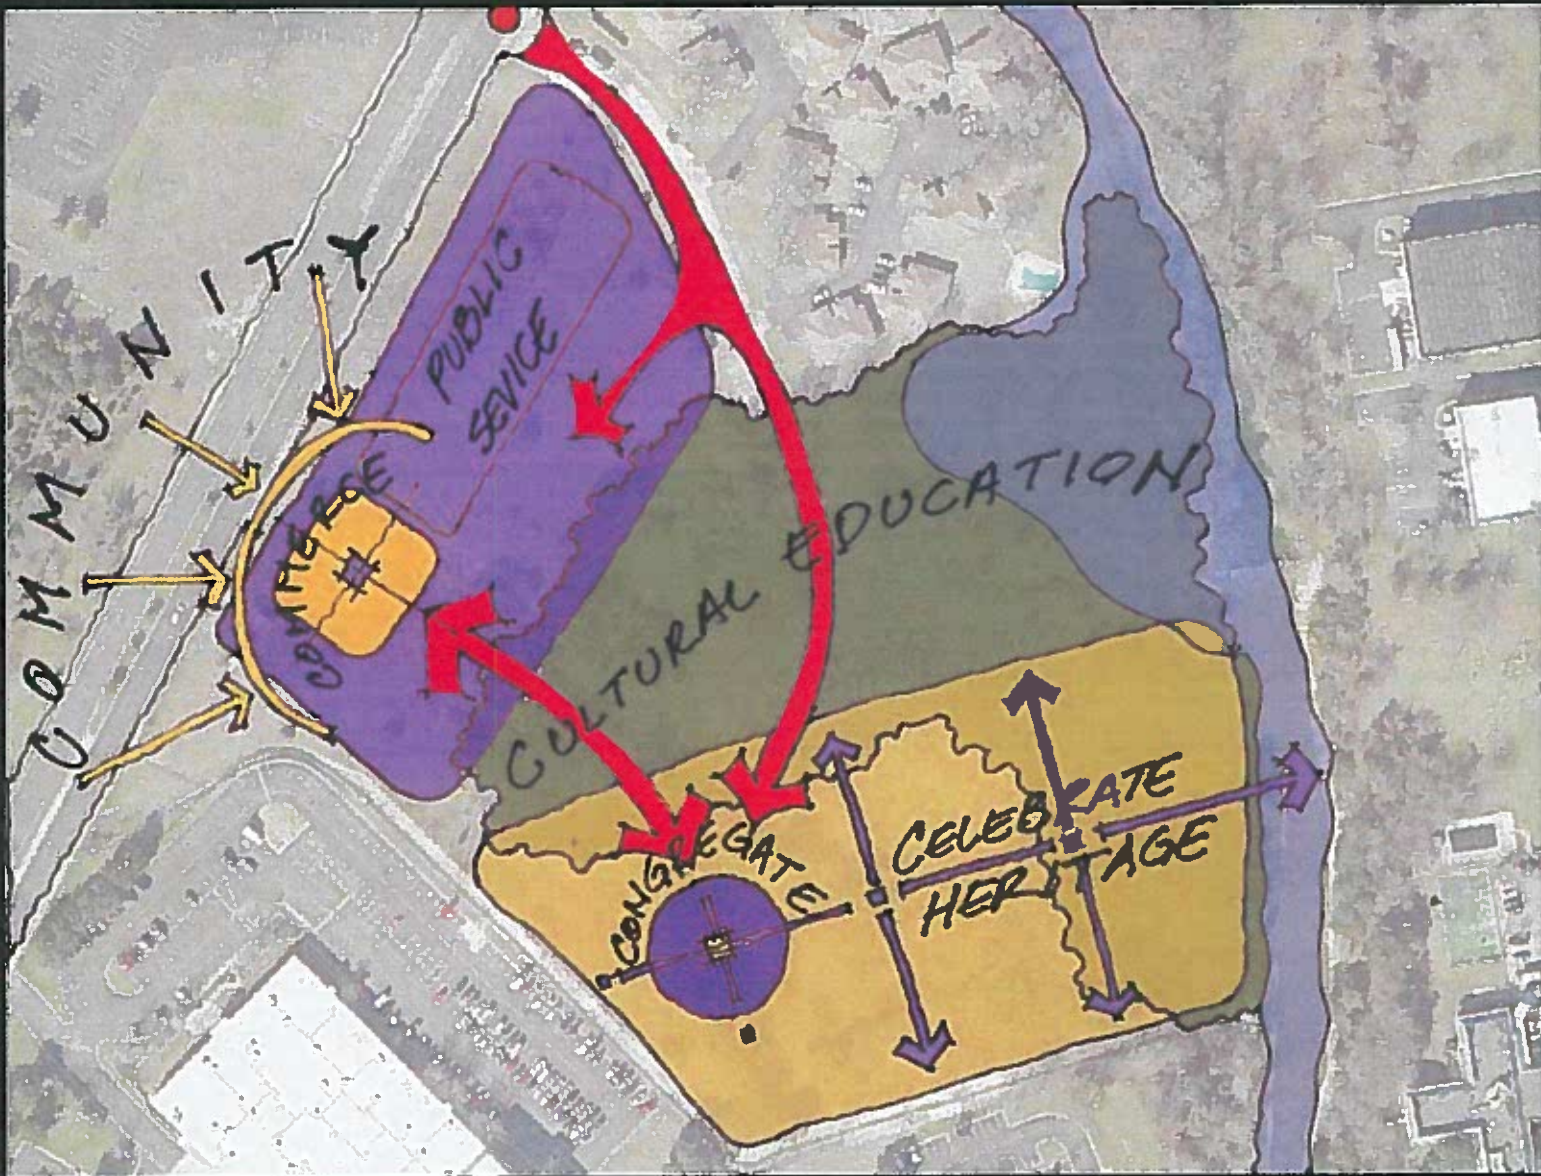 COMMUNITY
PUBLIC
SEVICE
COMMERCE
CULTURAL EDUCATION
CONGREGATE
CELEBRATE
HERITAGE